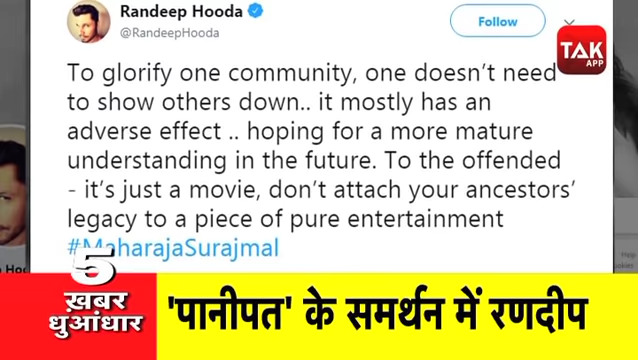 Randeep Hooda
@RandeepHooda
Follow
TAK
APP
To glorify one community, one doesn't need
to show others down.. it mostly has an
adverse effect .. hoping for a more mature
understanding in the future. To the offended
- it's just a movie, don't attach your ancestors'
legacy to a piece of pure entertainment
#MaharajaSurajmal
5
ख़बर
धुआंधार
'पानीपत' के समर्थन में रणदीप